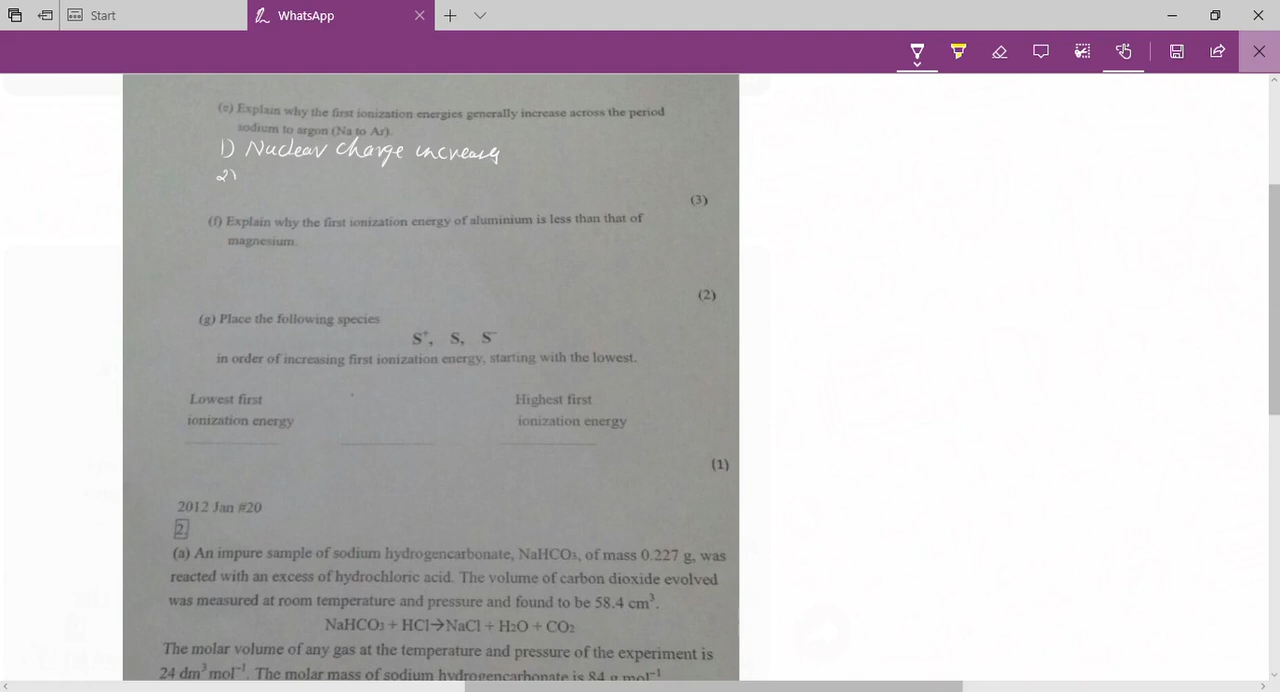 Start
WhatsApp
(e) Explain why the first ionization energies generally increase across the period
sodium to argon (Na to Ar).
1) Nuclear charge increases
2)
(3)
(f) Explain why the first ionization energy of aluminium is less than that of
magnesium.
(2)
(g) Place the following species
S⁺, S, S⁻
in order of increasing first ionization energy, starting with the lowest.
Lowest first Highest first
ionization energy ionization energy
(1)
2012 Jan #20
2
(a) An impure sample of sodium hydrogencarbonate, NaHCO₃, of mass 0.227 g, was
reacted with an excess of hydrochloric acid. The volume of carbon dioxide evolved
was measured at room temperature and pressure and found to be 58.4 cm³.
NaHCO₃ + HCl→NaCl + H₂O + CO₂
The molar volume of any gas at the temperature and pressure of the experiment is
24 dm³ mol⁻¹. The molar mass of sodium hydrogencarbonate is 84 g mol⁻¹